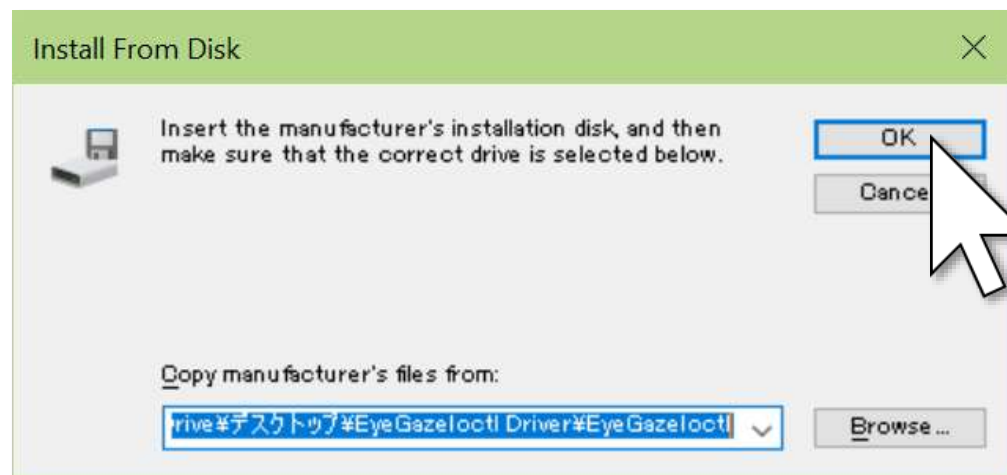 Install From Disk
Insert the manufacturer's installation disk, and then
make sure that the correct drive is selected below.
OK
Cance
Copy manufacturer's files from:
rive¥デスクトップ¥EyeGazeIoctl Driver¥EyeGazeIoctl
Browse...